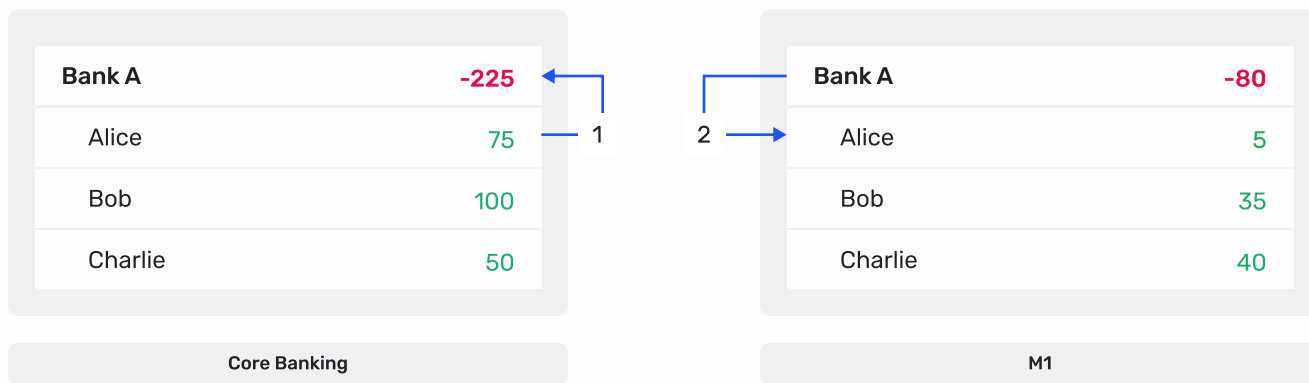 Bank A -225
Alice 75
Bob 100
Charlie 50
Core Banking
1
2
Bank A -80
Alice 5
Bob 35
Charlie 40
M1